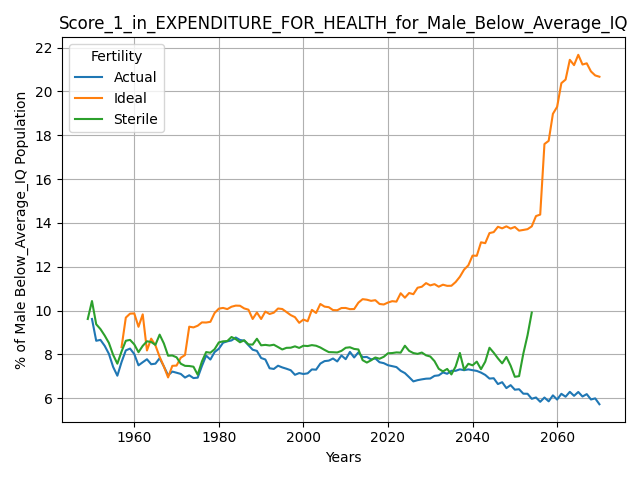 Score_1_in_EXPENDITURE_FOR_HEALTH_for_Male_Below_Average_IQ
% of Male Below_Average_IQ Population
22
20
18
16
14
12
10
8
6
Fertility
Actual
Ideal
Sterile
1960 1980 2000 2020 2040 2060
Years